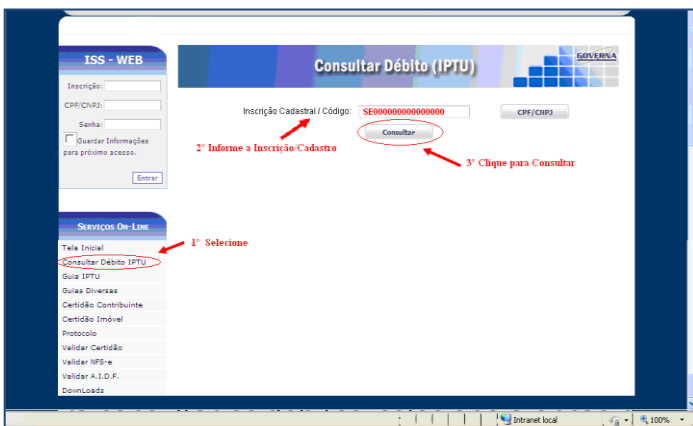 ISS - WEB
Inscrição:
CPF/CNPJ:
Senha:
Guardar Informações
para próximo acesso.
Entrar
Consultar Débito (IPTU)
GOVERNA
Inscrição Cadastral / Código:
SE000000000000000
CPF/CNPJ
Consultar
2° Informe a Inscrição/Cadastro
3° Clique para Consultar
Serviços On-Line
1° Selecione
Tela Inicial
Consultar Débito IPTU
Guia IPTU
Guias Diversas
Certidão Contribuinte
Certidão Imóvel
Protocolo
Validar Certidão
Validar NFS-e
Validar A.I.D.F.
DownLoads
Intranet local
100%